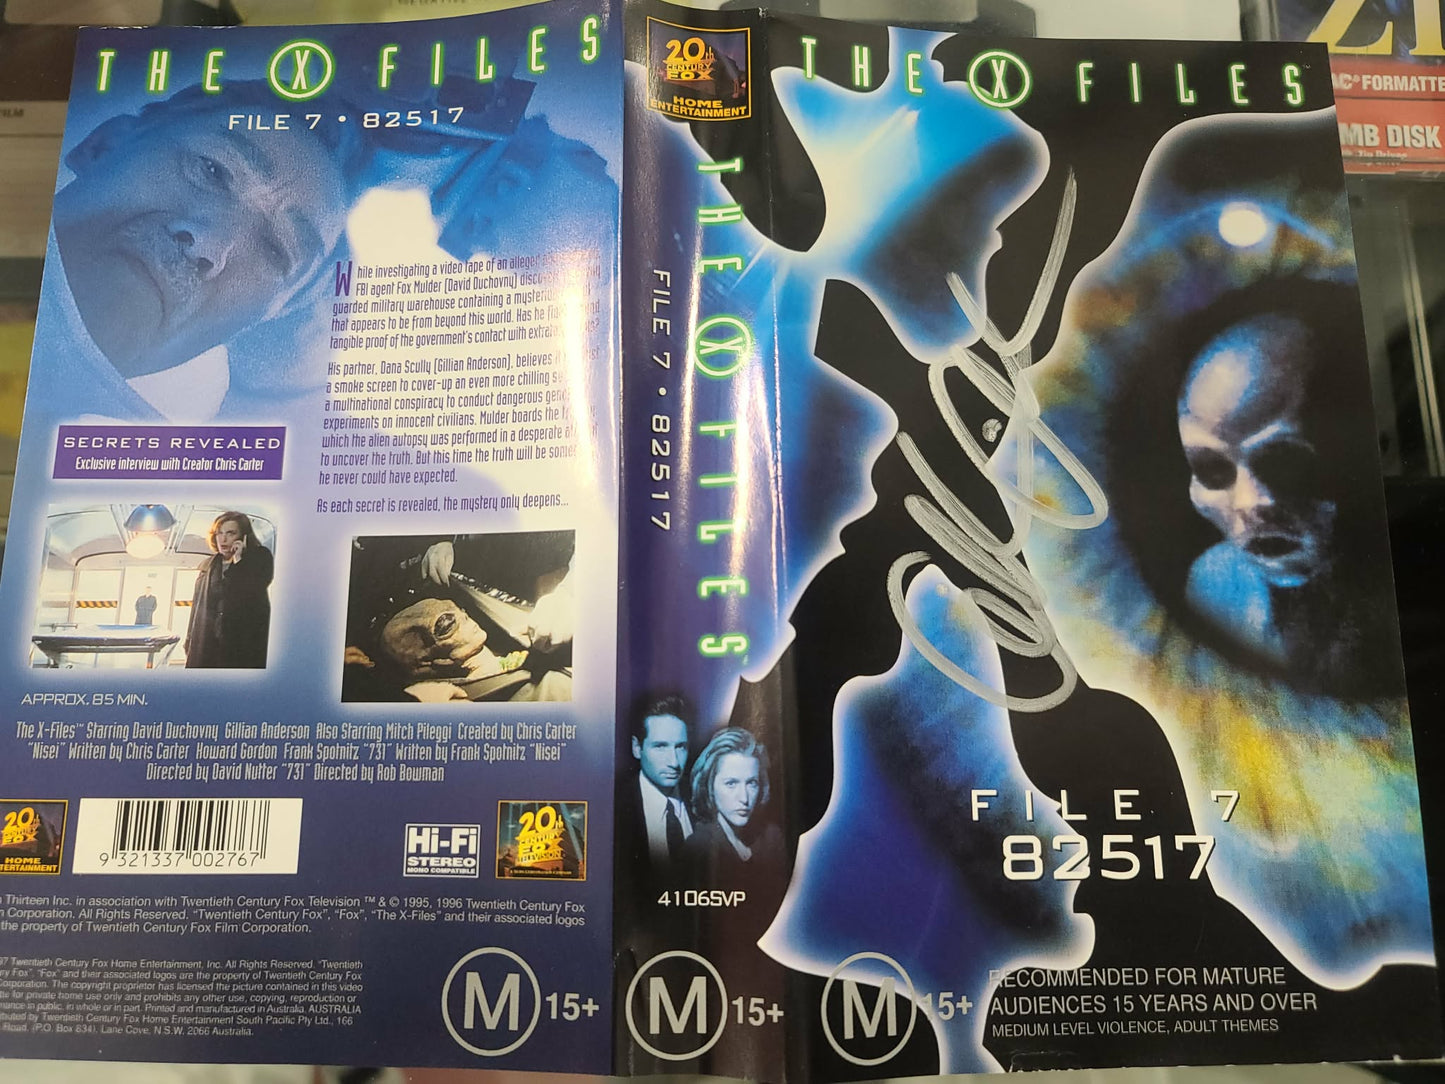 THE X FILES
FILE 7 • 82517
While investigating a video tape of an alleged
FBI agent Fox Mulder (David Duchovny)
guarded military warehouse containing a
that appears to be from beyond this world. Has he
tangible proof of the government's contact with
His partner, Dana Scully (Gillian Anderson), believes
a smoke screen to cover-up an even more chilling
a multinational conspiracy to conduct dangerous
experiments on innocent civilians. Mulder boards the
which the alien autopsy was performed in a desperate
to uncover the truth. But this time the truth will be
he never could have expected.
As each secret is revealed, the mystery only deepens...
SECRETS REVEALED
Exclusive interview with Creator Chris Carter
APPROX. 85 MIN.
The X-Files™ Starring David Duchovny Gillian Anderson Also Starring Mitch Pileggi Created by Chris Carter
"Nisei" Written by Chris Carter Howard Gordon Frank Spotnitz "731" Written by Frank Spotnitz "Nisei"
Directed by David Nutter "731" Directed by Rob Bowman
20th
CENTURY
FOX
HOME
ENTERTAINMENT
9 321337 002767
Hi-Fi
STEREO
MONO COMPATIBLE
20th
CENTURY
FOX
TELEVISION
Thirteen Inc. in association with Twentieth Century Fox Television ™ & © 1995, 1996 Twentieth Century Fox
Corporation. All Rights Reserved. "Twentieth Century Fox", "Fox", "The X-Files" and their associated logos
the property of Twentieth Century Fox Film Corporation.
Twentieth Century Fox Home Entertainment, Inc. All Rights Reserved. "Twentieth
Fox", "Fox" and their associated logos are the property of Twentieth Century Fox
Corporation. The copyright proprietor has licensed the picture contained in this video
for private home use only and prohibits any other use, copying, reproduction or
in public, in whole or in part. Printed and manufactured in Australia. AUSTRALIA
by Twentieth Century Fox Home Entertainment South Pacific Pty Ltd., 166
Road, (P.O. Box 834), Lane Cove, N.S.W. 2066 Australia.
M 15+
20th
CENTURY
FOX
HOME
ENTERTAINMENT
THE X FILES
FILE 7 • 82517
4106SVP
M 15+
THE X FILES™
FILE 7
82517
M 15+
RECOMMENDED FOR MATURE
AUDIENCES 15 YEARS AND OVER
MEDIUM LEVEL VIOLENCE, ADULT THEMES
FORMATTE
MB DISK